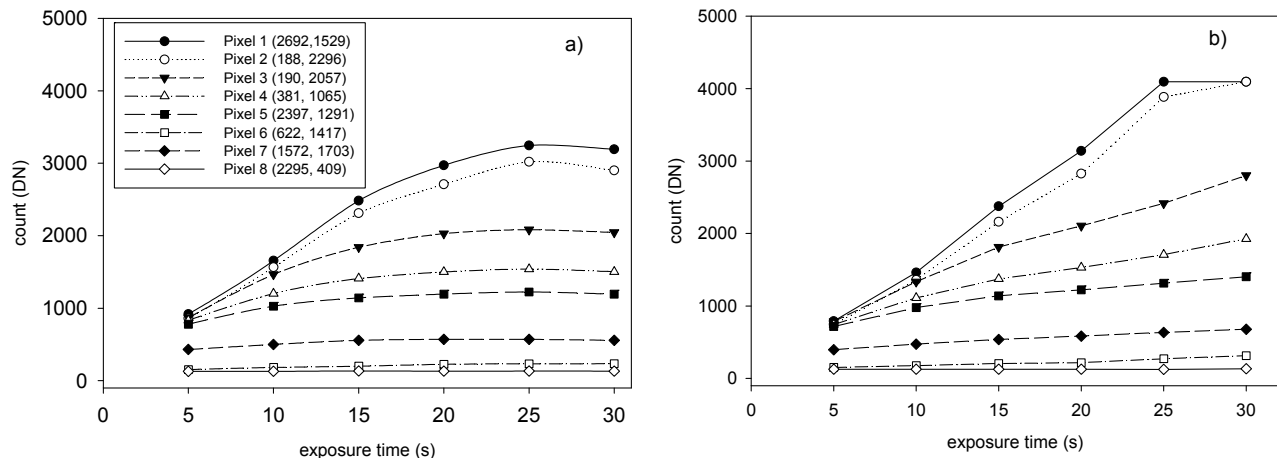 5000
4000
3000
2000
1000
0
count (DN)
0 5 10 15 20 25 30
exposure time (s)
a)
Pixel 1 (2692,1529)
Pixel 2 (188, 2296)
Pixel 3 (190, 2057)
Pixel 4 (381, 1065)
Pixel 5 (2397, 1291)
Pixel 6 (622, 1417)
Pixel 7 (1572, 1703)
Pixel 8 (2295, 409)
5000
4000
3000
2000
1000
0
count (DN)
0 5 10 15 20 25 30
exposure time (s)
b)